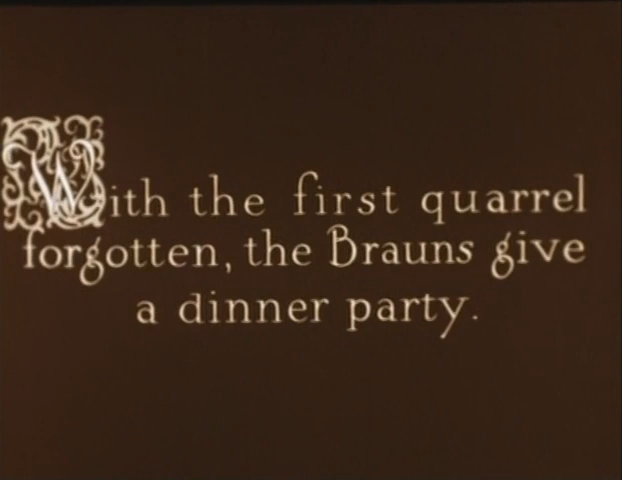 With the first quarrel
forgotten, the Brauns give
a dinner party.